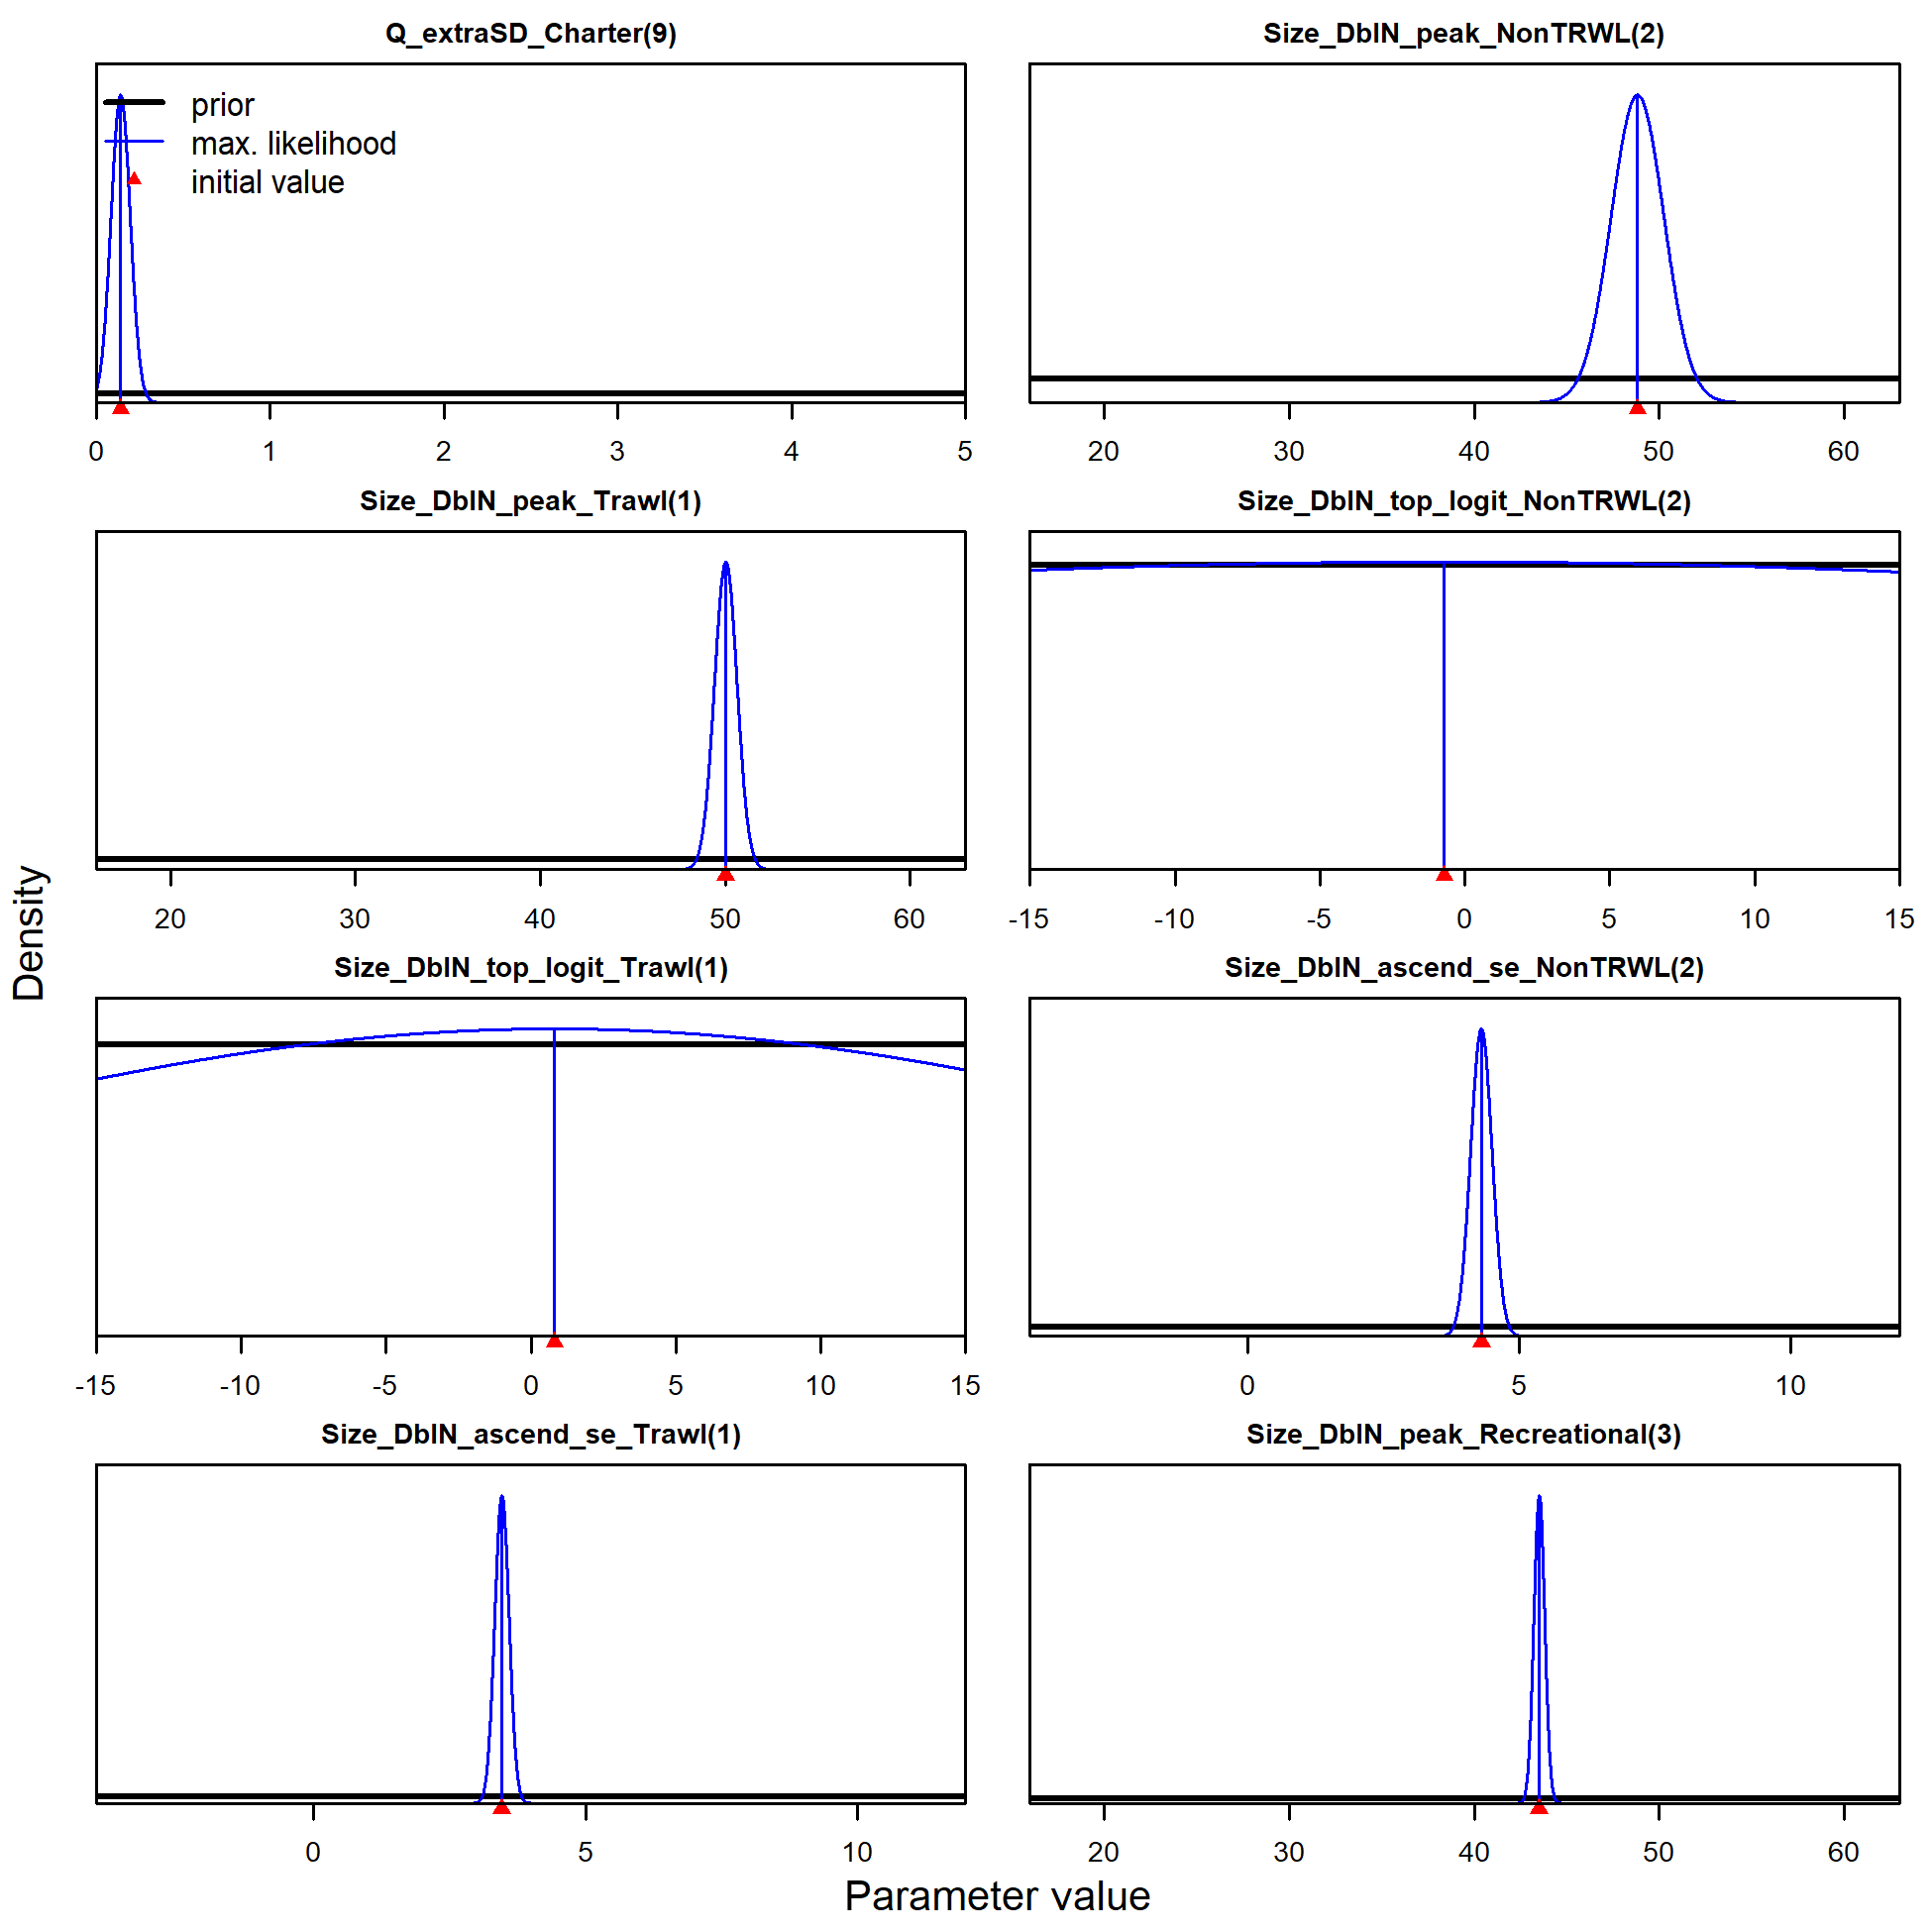 Q_extraSD_Charter(9)
prior
max. likelihood
initial value
0 1 2 3 4 5
Size_DblN_peak_NonTRWL(2)
20 30 40 50 60
Size_DblN_peak_Trawl(1)
20 30 40 50 60
Size_DblN_top_logit_NonTRWL(2)
-15 -10 -5 0 5 10 15
Size_DblN_top_logit_Trawl(1)
-15 -10 -5 0 5 10 15
Size_DblN_ascend_se_NonTRWL(2)
0 5 10
Size_DblN_ascend_se_Trawl(1)
0 5 10
Size_DblN_peak_Recreational(3)
20 30 40 50 60
Density
Parameter value